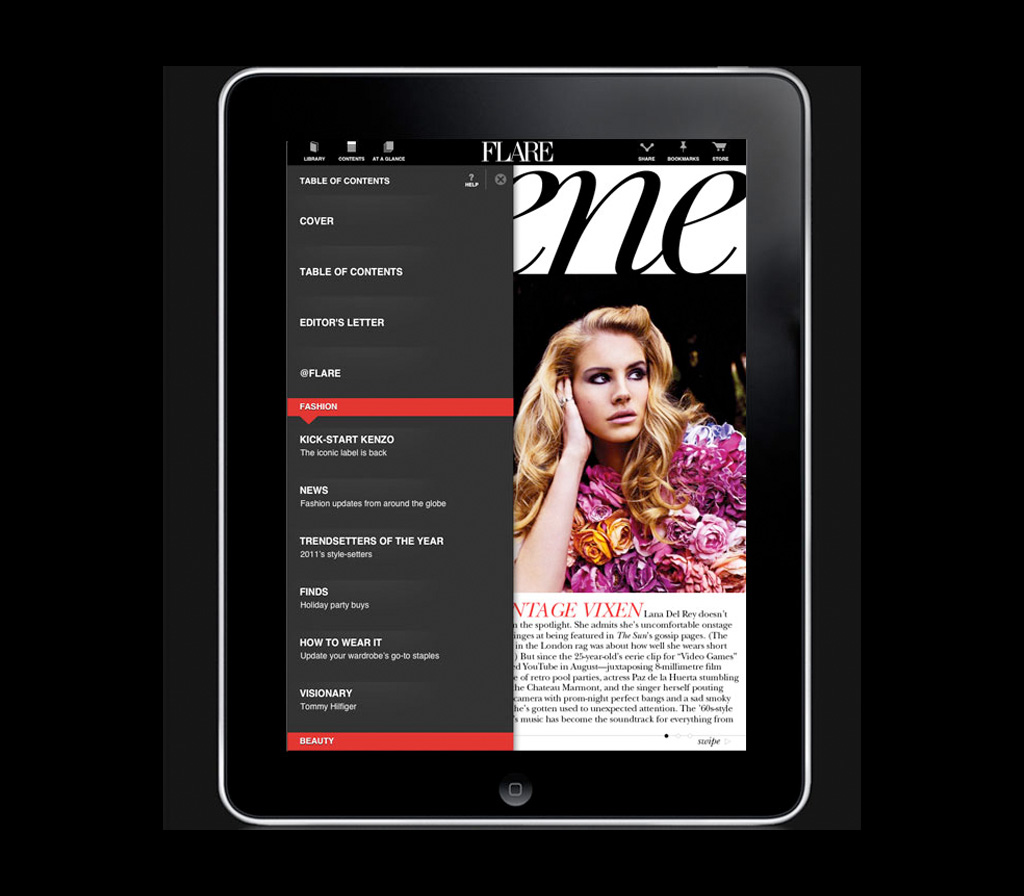 LIBRARY CONTENTS AT A GLANCE FLARE SHARE BOOKMARKS STORE
TABLE OF CONTENTS ? HELP
COVER
TABLE OF CONTENTS
EDITOR'S LETTER
@FLARE
FASHION
KICK-START KENZO
The iconic label is back
NEWS
Fashion updates from around the globe
TRENDSETTERS OF THE YEAR
2011's style-setters
FINDS
Holiday party buys
HOW TO WEAR IT
Update your wardrobe's go-to staples
VISIONARY
Tommy Hilfiger
BEAUTY
ene
NTAGE VIXEN Lana Del Rey doesn't
n the spotlight. She admits she's uncomfortable onstage
inges at being featured in The Sun's gossip pages. (The
in the London rag was about how well she wears short
) But since the 25-year-old's eerie clip for “Video Games”
ed YouTube in August—juxtaposing 8-millimetre film
e of retro pool parties, actress Paz de la Huerta stumbling
the Chateau Marmont, and the singer herself pouting
camera with prom-night perfect bangs and a sad smoky
he's gotten used to unexpected attention. The '60s-style
's music has become the soundtrack for everything from
swipe